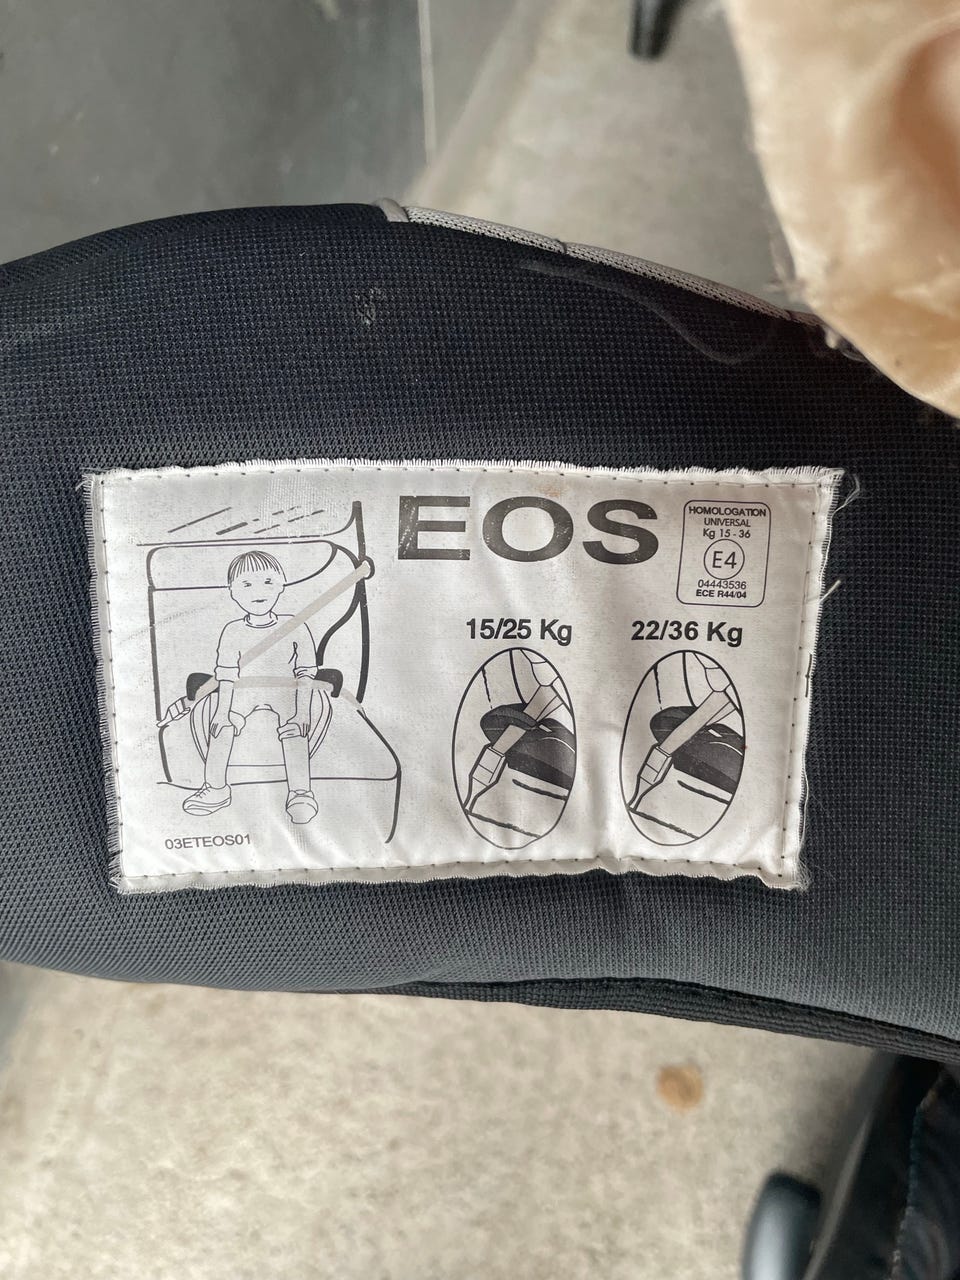 EOS
HOMOLOGATION
UNIVERSAL
Kg 15 - 36
E4
04443536
ECE R44/04
15/25 Kg
22/36 Kg
03ETEOS01